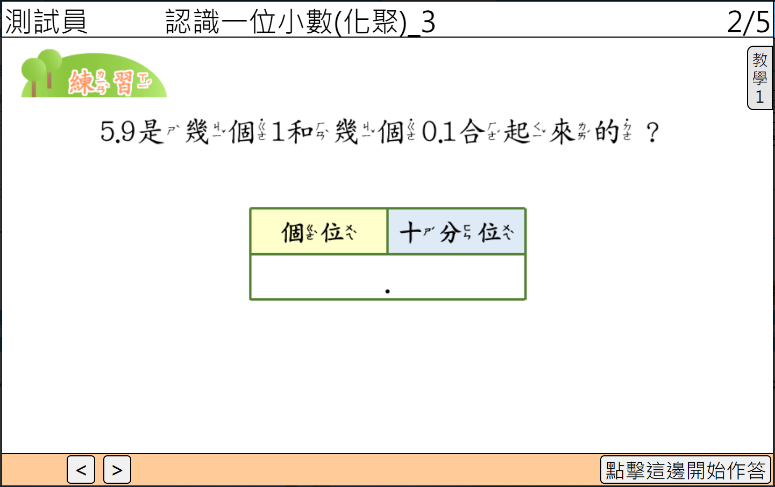 測試員 認識一位小數(化聚)_3 2/5
教學1
練習
5.9是幾個1和幾個0.1合起來的？
個位 十分位
.
< > 點擊這邊開始作答